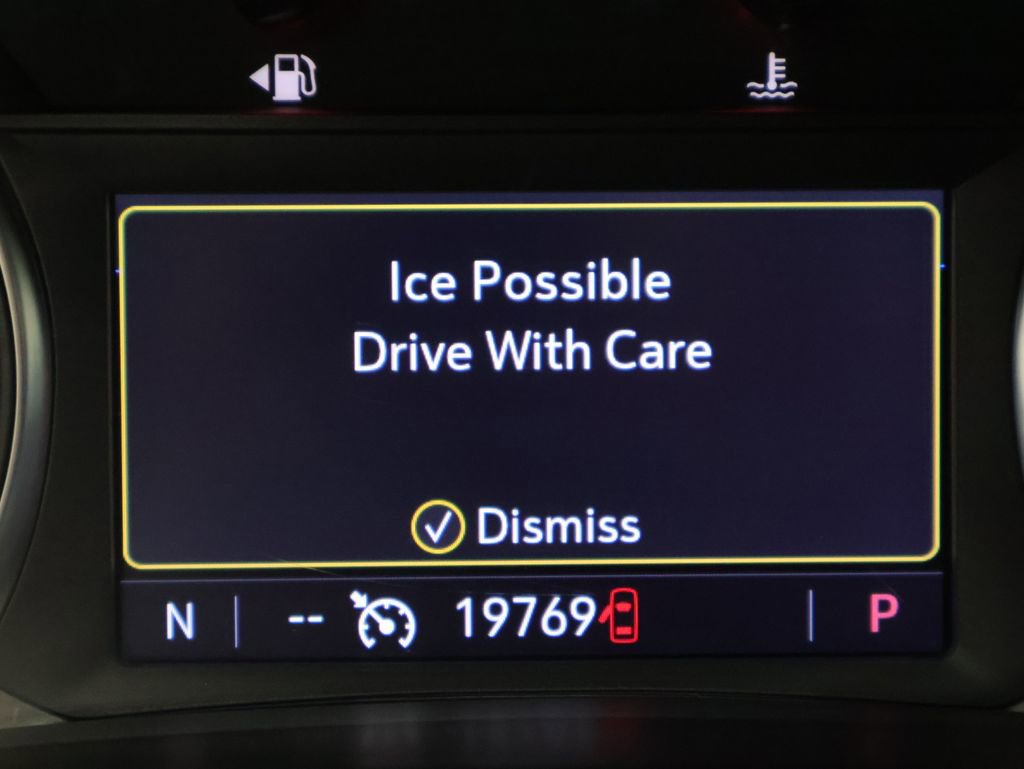 Ice Possible
Drive With Care
Dismiss
N -- 19769 P